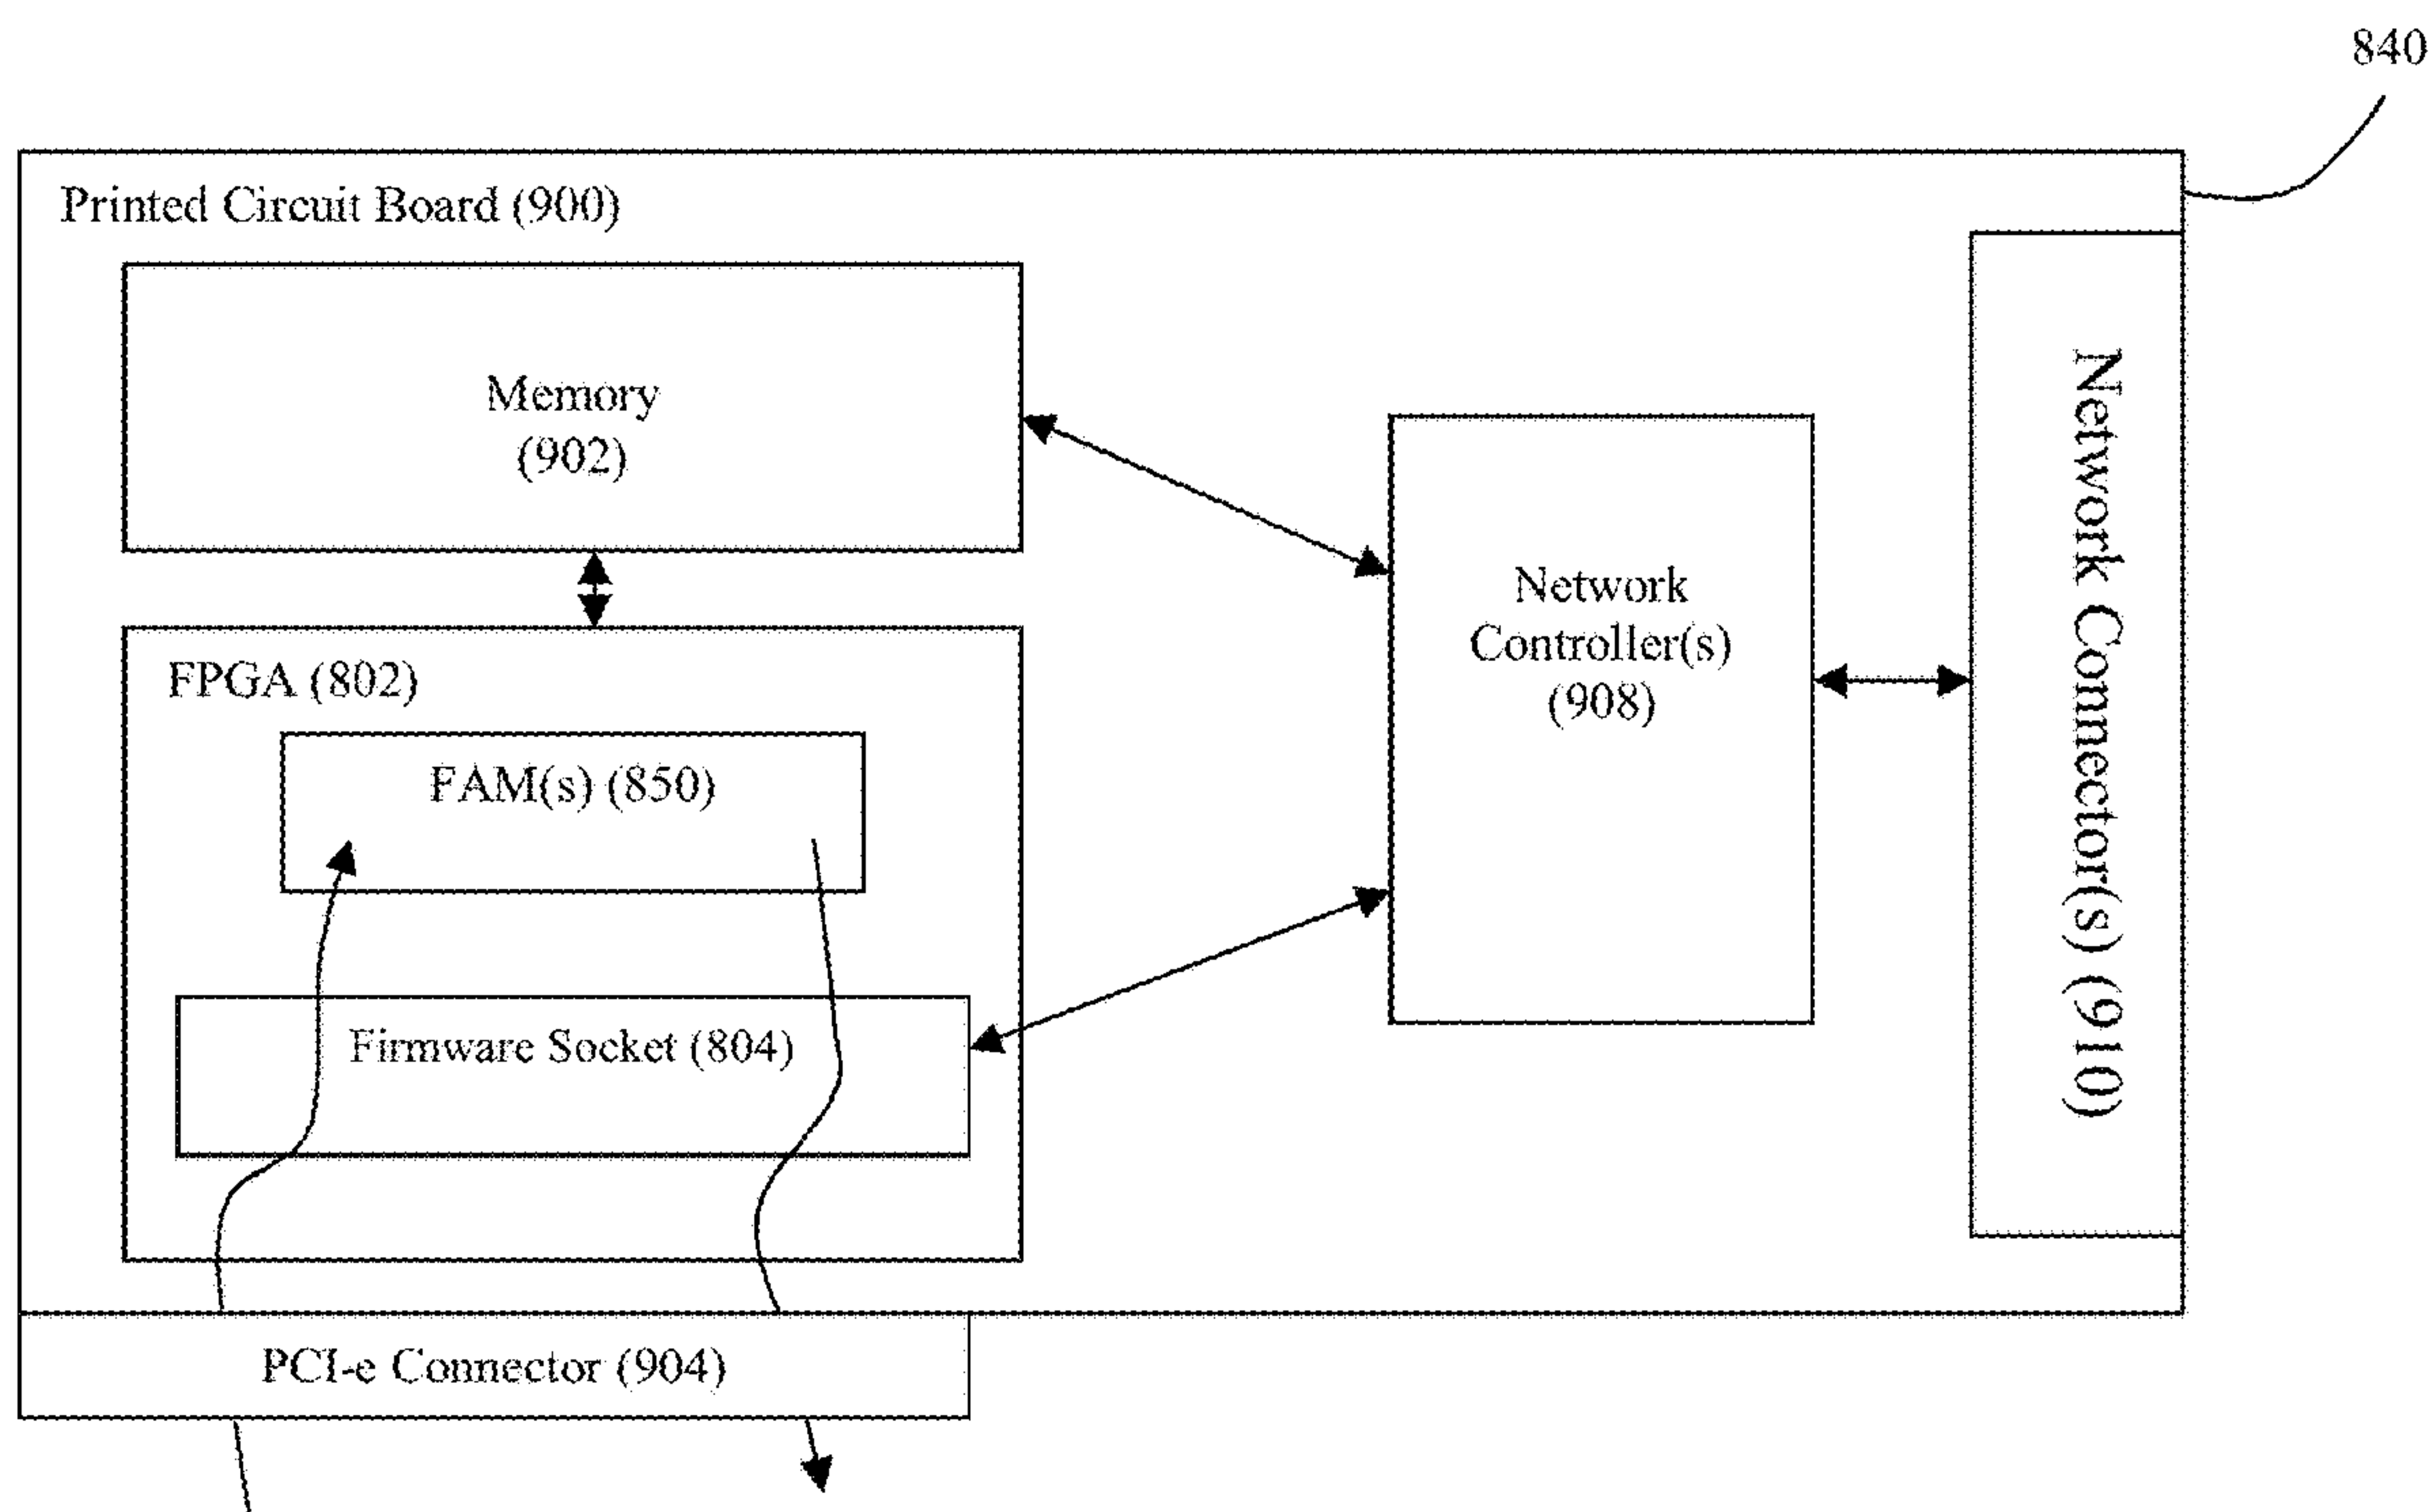 840
Printed Circuit Board (900)
Memory
(902)
Network
Controller(s)
(908)
Network Connector(s) (910)
FPGA (802)
FAM(s) (850)
Firmware Socket (804)
PCI-e Connector (904)